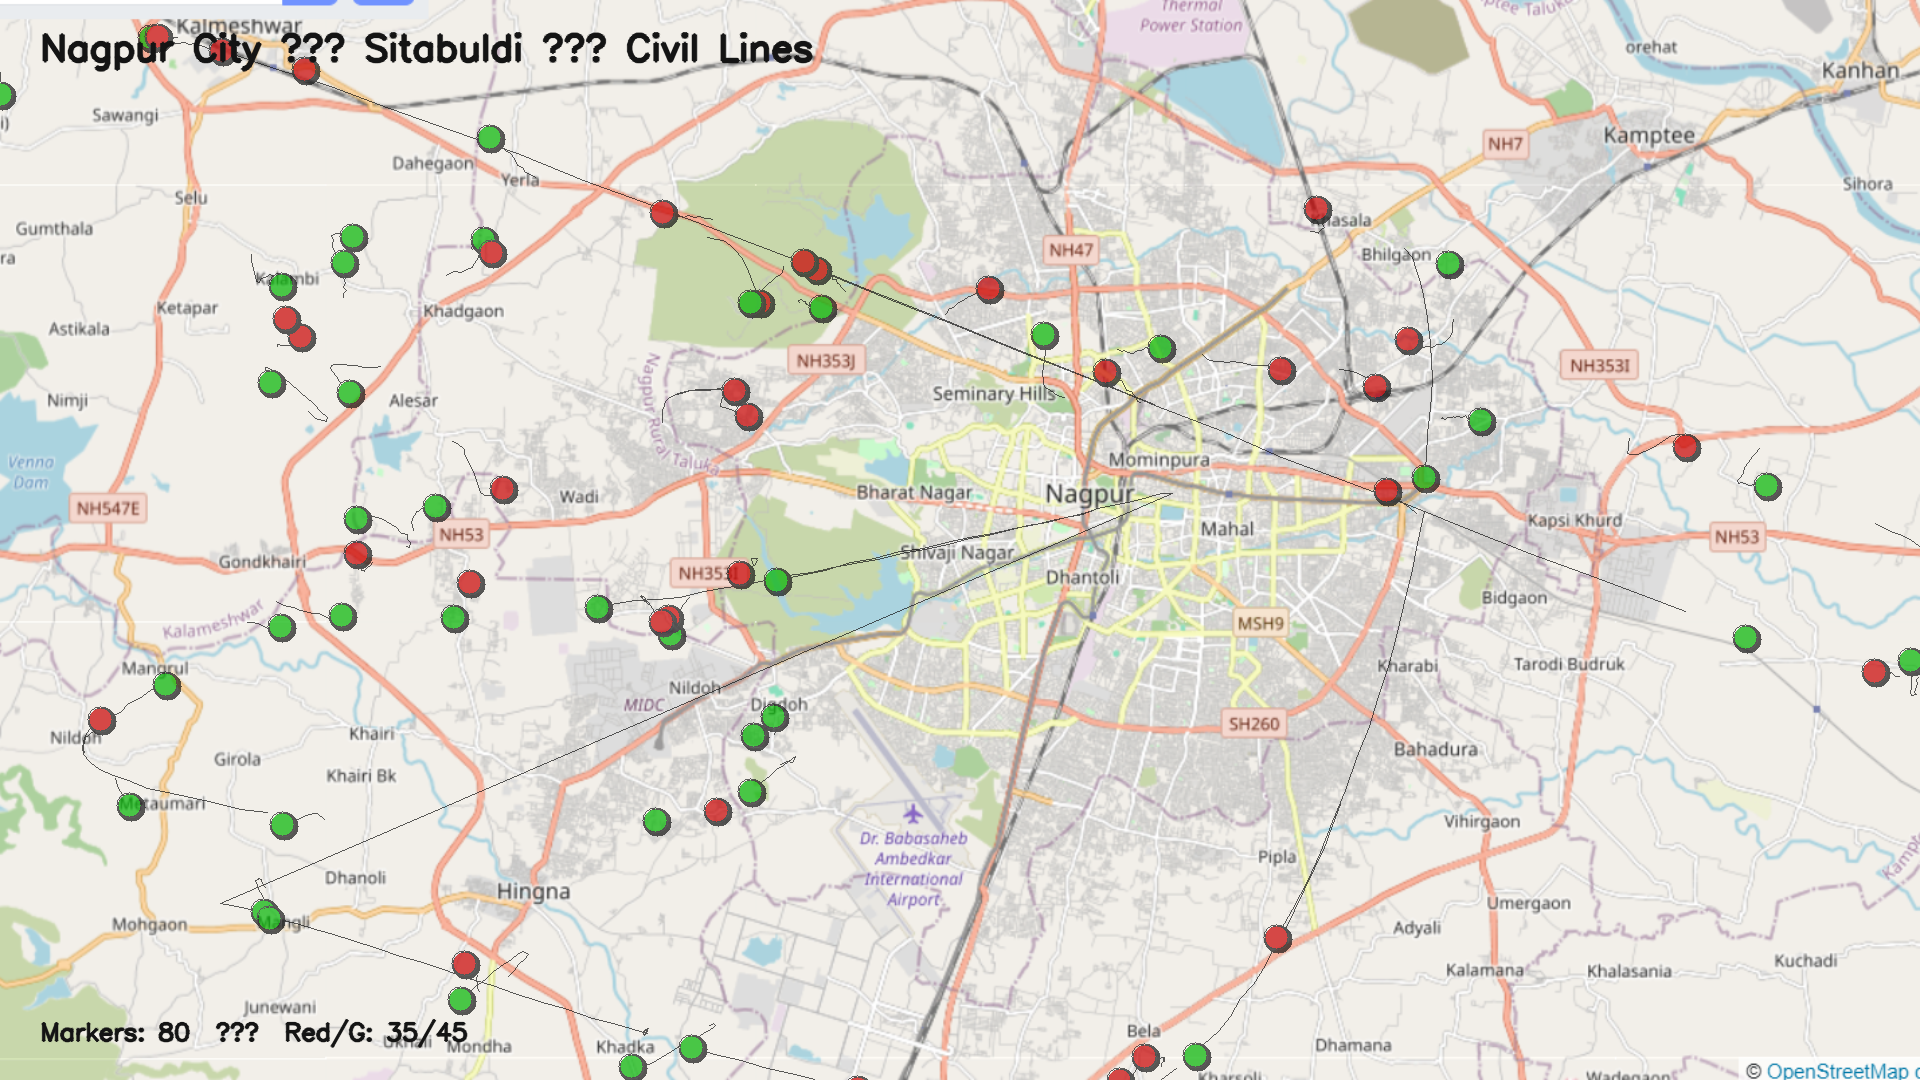 Kalmeshwar
Nagpur City ??? Sitabuldi ??? Civil Lines
Thermal
Power Station
orehat
Kanhan
Sawangi
i)
NH7
Kamptee
Dahegaon
Yerla
Selu
Sihora
Gumthala
Khasala
NH47
Bhilgaon
ra
Kalambi
Ketapar
Khadgaon
Astikala
NH353J
NH353I
Nagpur Rural Taluka
Nimji
Alesar
Seminary Hills
Mominpura
Venna
Dam
NH547E
Wadi
Bharat Nagar
Nagpur
Mahal
Kapsi Khurd
NH53
NH53
Gondkhairi
Shivaji Nagar
NH353I
Dhantoli
Bidgaon
Kalameshwar
MSH9
Mangrul
Kharabi
Tarodi Budruk
Nildoh
MIDC
Digdoh
SH260
Nildoh
Khairi
Girola
Bahadura
Khairi Bk
Metaumari
Vihirgaon
Dr. Babasaheb
Ambedkar
International
Airport
Pipla
Dhanoli
Hingna
Umergaon
Mohgaon
Mangli
Adyali
Kalamana
Khalasania
Kuchadi
Junewani
Markers: 80 ??? Red/G: 35/45
Mondha
Khadka
Bela
Dhamana
Kharsoli
Wadegaon
© OpenStreetMap c